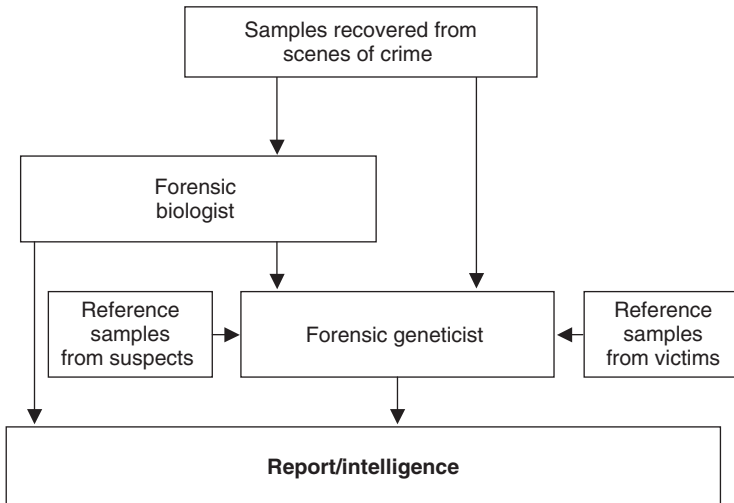 Samples recovered from
scenes of crime
Forensic
biologist
Reference
samples
from suspects
Forensic geneticist
Reference
samples
from victims
Report/intelligence